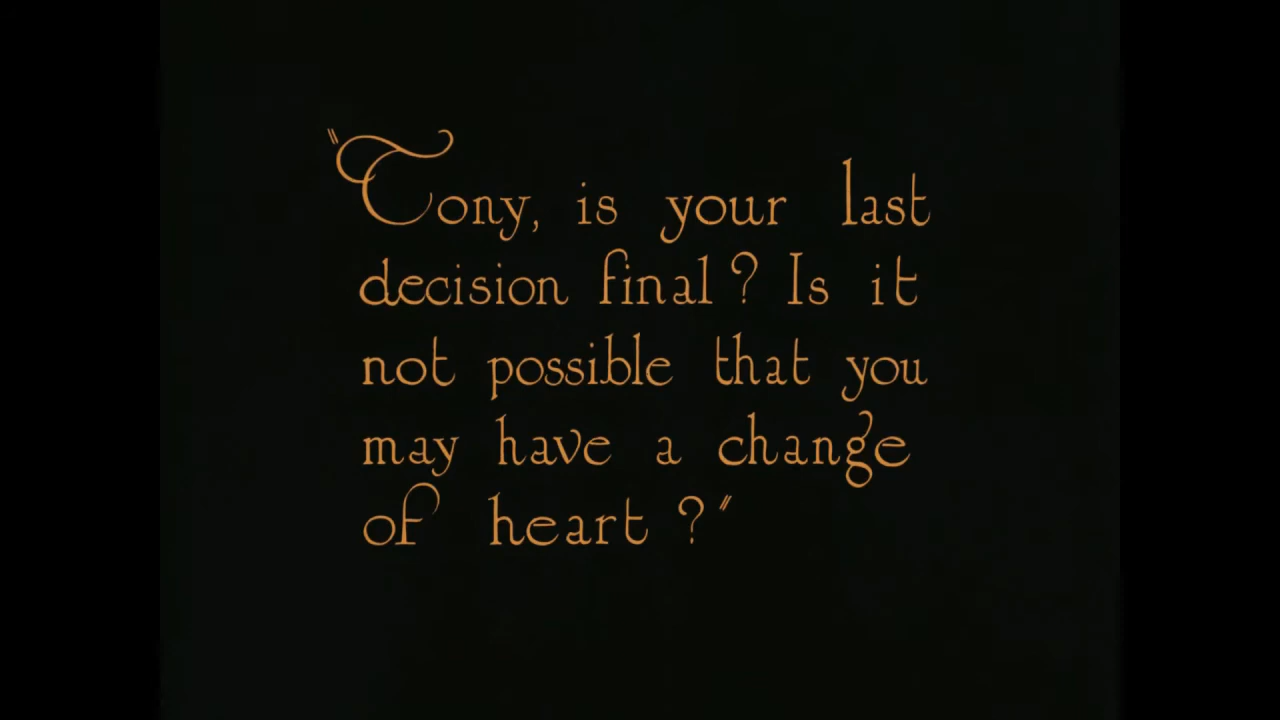 "Tony, is your last
decision final? Is it
not possible that you
may have a change
of heart?"